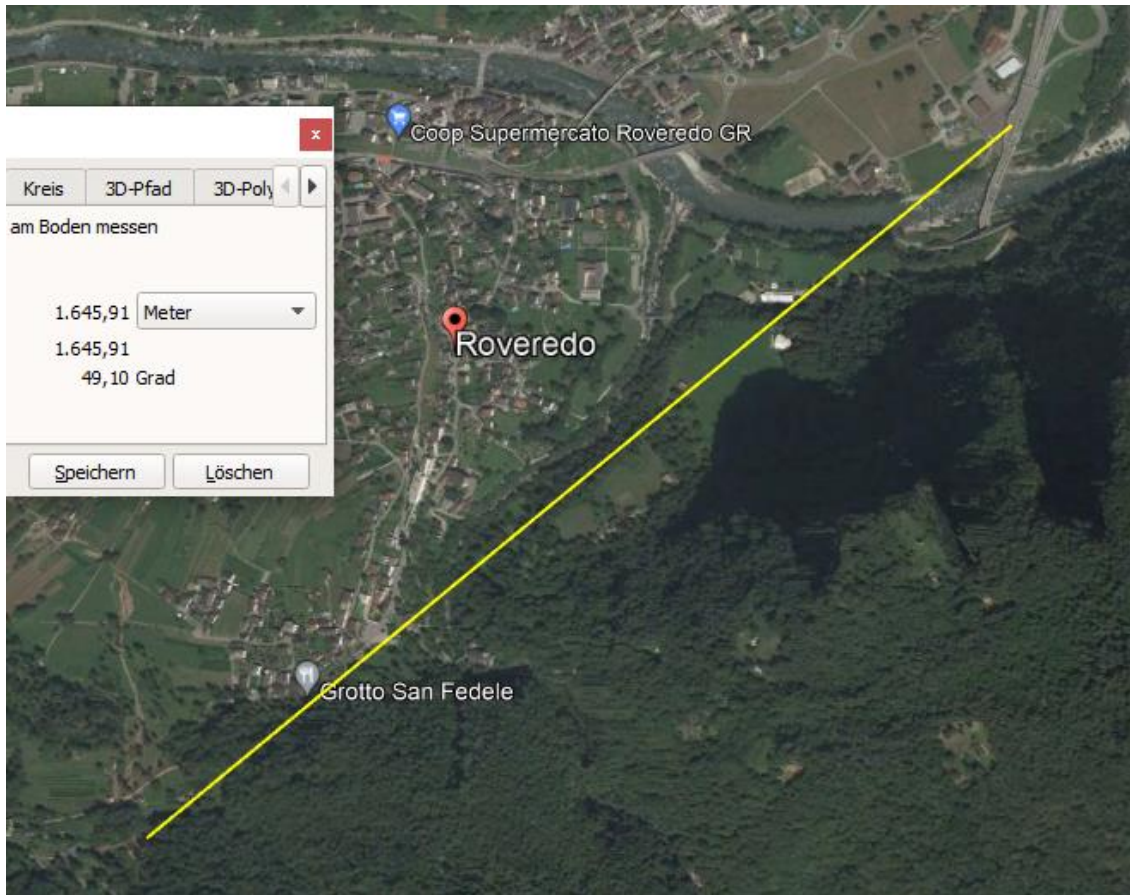 Coop Supermercato Roveredo GR
x
Kreis 3D-Pfad 3D-Poly
am Boden messen
1.645,91 Meter
1.645,91
49,10 Grad
Speichern Löschen
Roveredo
Grotto San Fedele